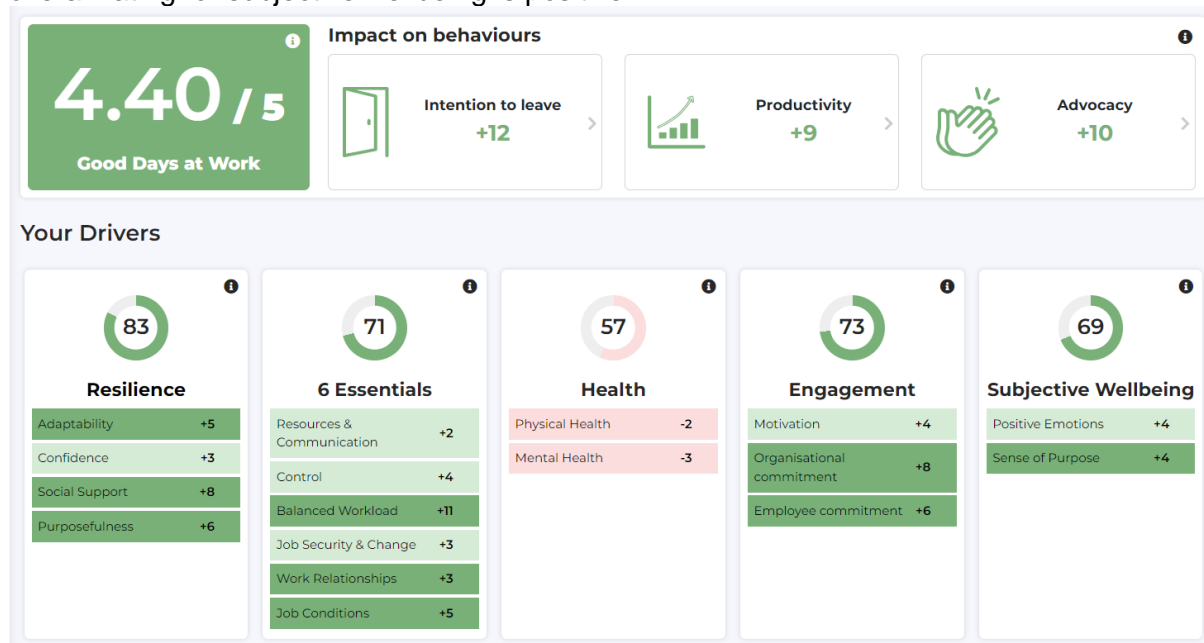 Impact on behaviours
4.40 / 5
Good Days at Work
Intention to leave
+12
Productivity
+9
Advocacy
+10
Your Drivers
83
Resilience
Adaptability +5
Confidence +3
Social Support +8
Purposefulness +6
71
6 Essentials
Resources &
Communication
+2
Control +4
Balanced Workload +11
Job Security & Change +3
Work Relationships +3
Job Conditions +5
57
Health
Physical Health -2
Mental Health -3
73
Engagement
Motivation +4
Organisational
commitment
+8
Employee commitment +6
69
Subjective Wellbeing
Positive Emotions +4
Sense of Purpose +4